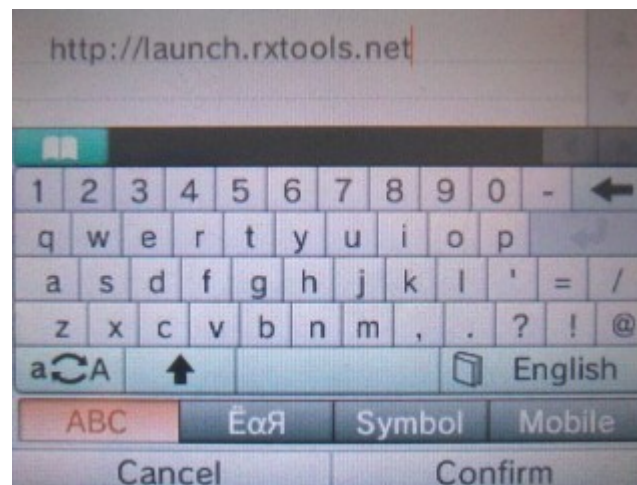 http://launch.rxtools.net
1 2 3 4 5 6 7 8 9 0 -
q w e r t y u i o p
a s d f g h j k l ' = /
z x c v b n m , . ? ! @
a A English
ABC ËαЯ Symbol Mobile
Cancel Confirm